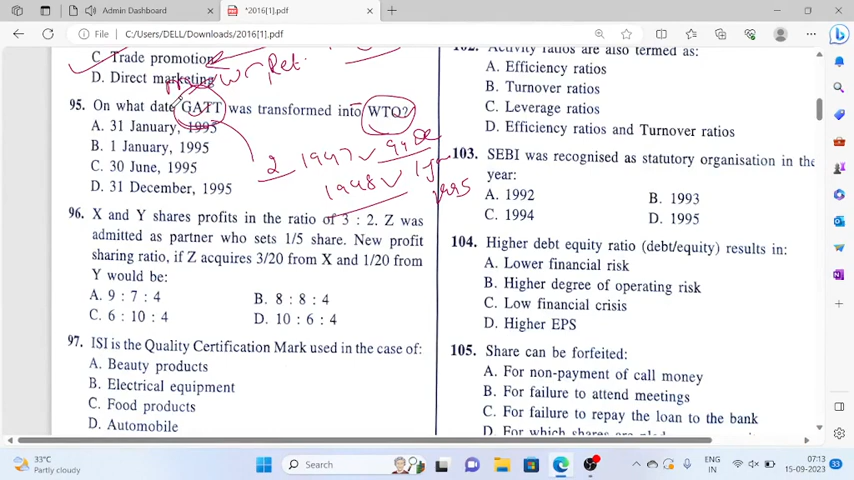 Admin Dashboard
*2016[1].pdf
File
C:/Users/DELL/Downloads/2016[1].pdf
C. Trade promotion
D. Direct marketing
95. On what date GATT was transformed into WTO?
A. 31 January, 1995
B. 1 January, 1995
C. 30 June, 1995
D. 31 December, 1995
2 1947
1948
96. X and Y shares profits in the ratio of 3 : 2. Z was
admitted as partner who sets 1/5 share. New profit
sharing ratio, if Z acquires 3/20 from X and 1/20 from
Y would be:
A. 9 : 7 : 4
B. 8 : 8 : 4
C. 6 : 10 : 4
D. 10 : 6 : 4
97. ISI is the Quality Certification Mark used in the case of:
A. Beauty products
B. Electrical equipment
C. Food products
D. Automobile
102. Activity ratios are also termed as:
A. Efficiency ratios
B. Turnover ratios
C. Leverage ratios
D. Efficiency ratios and Turnover ratios
103. SEBI was recognised as statutory organisation in the
year:
A. 1992
B. 1993
C. 1994
D. 1995
104. Higher debt equity ratio (debt/equity) results in:
A. Lower financial risk
B. Higher degree of operating risk
C. Low financial crisis
D. Higher EPS
105. Share can be forfeited:
A. For non-payment of call money
B. For failure to attend meetings
C. For failure to repay the loan to the bank
D. For which shares are
33°C
Partly cloudy
Search
ENG
IN
07:13
15-09-2023
33